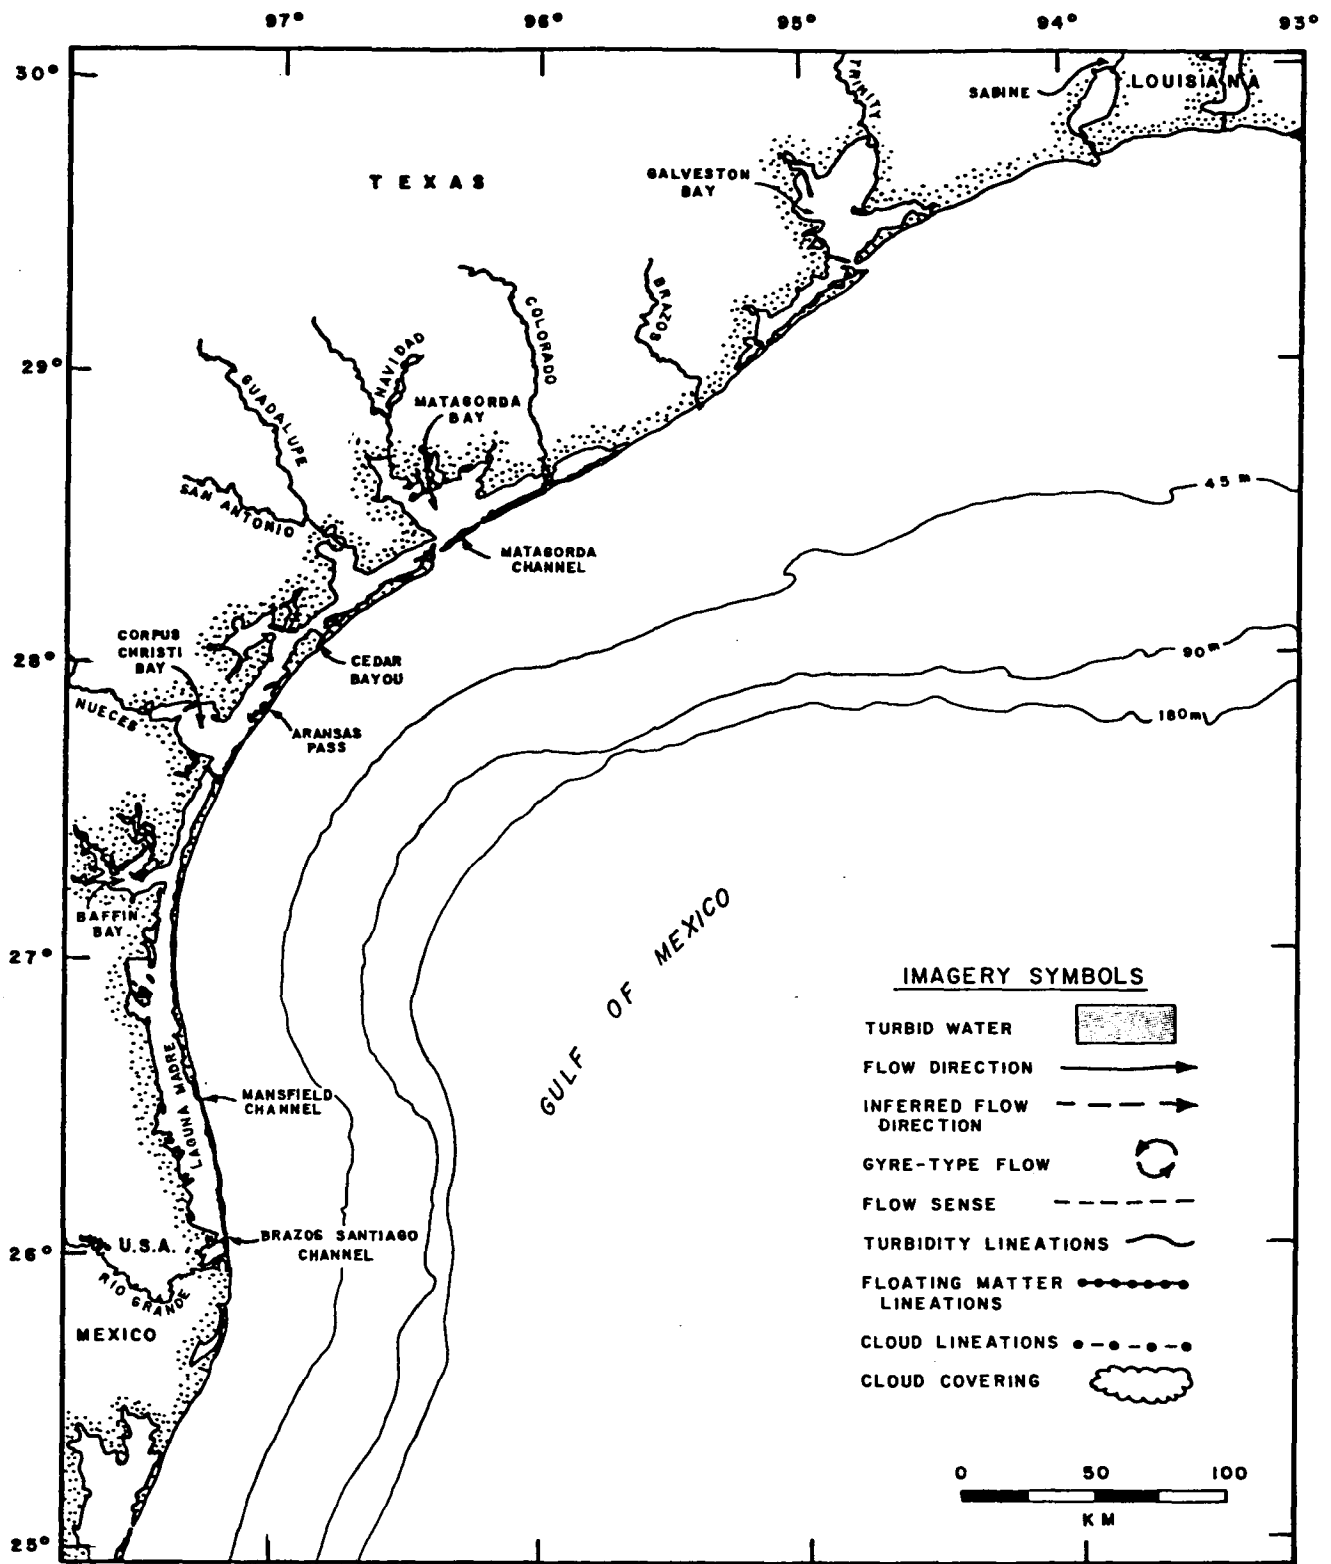 97° 96° 95° 94° 93°
30°
SABINE
LOUISIANA
TRINITY
TEXAS
GALVESTON
BAY
BRAZOS
COLORADO
29°
NAVIDAD
GUADALUPE
MATAGORDA
BAY
SAN ANTONIO
45 m
MATAGORDA
CHANNEL
CORPUS
CHRISTI
BAY
28°
CEDAR
BAYOU
90m
NUECES
ARANSAS
PASS
180m
BAFFIN
BAY
GULF OF MEXICO
27°
IMAGERY SYMBOLS
TURBID WATER
FLOW DIRECTION
INFERRED FLOW
DIRECTION
GYRE-TYPE FLOW
FLOW SENSE
TURBIDITY LINEATIONS
FLOATING MATTER
LINEATIONS
CLOUD LINEATIONS
CLOUD COVERING
LAGUNA MADRE
MANSFIELD
CHANNEL
26°
U.S.A.
BRAZOS SANTIAGO
CHANNEL
RIO GRANDE
MEXICO
0 50 100
KM
25°